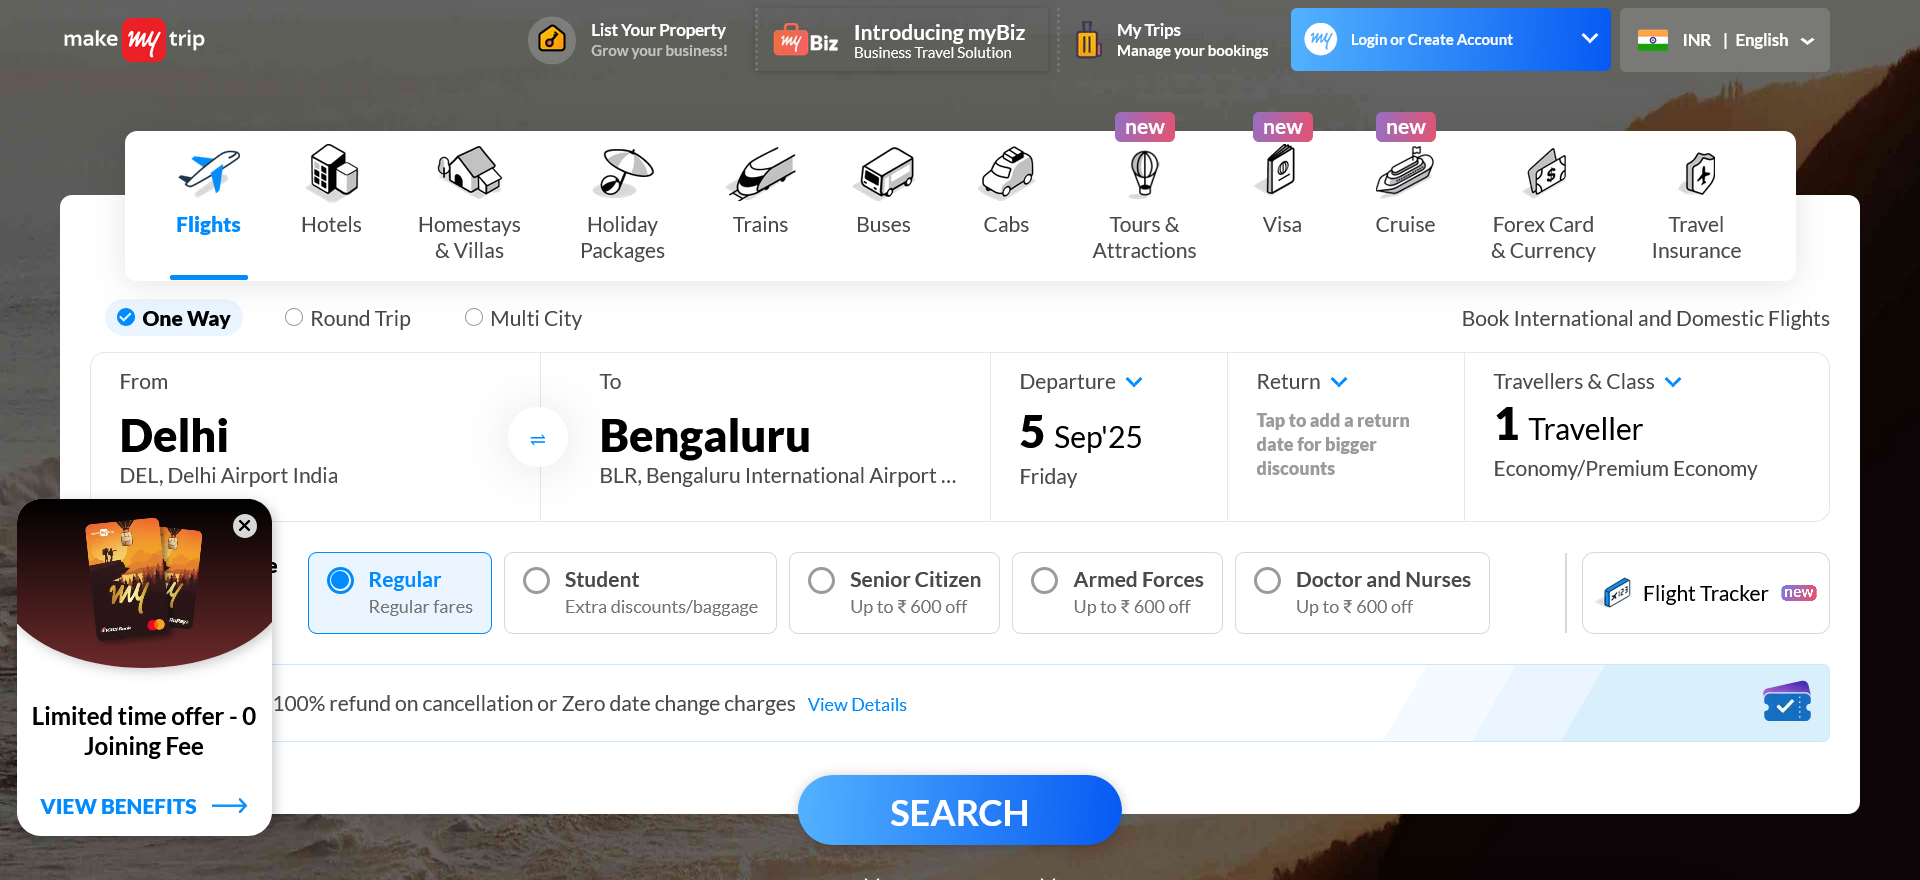 make my trip
List Your Property
Grow your business!
my Biz
Introducing myBiz
Business Travel Solution
My Trips
Manage your bookings
my
Login or Create Account
INR | English
new
new
new
Flights
Hotels
Homestays
& Villas
Holiday
Packages
Trains
Buses
Cabs
Tours &
Attractions
Visa
Cruise
Forex Card
& Currency
Travel
Insurance
One Way
Round Trip
Multi City
Book International and Domestic Flights
From
Delhi
DEL, Delhi Airport India
To
Bengaluru
BLR, Bengaluru International Airport ...
Departure
5 Sep'25
Friday
Return
Tap to add a return
date for bigger
discounts
Travellers & Class
1 Traveller
Economy/Premium Economy
Regular
Regular fares
Student
Extra discounts/baggage
Senior Citizen
Up to ₹ 600 off
Armed Forces
Up to ₹ 600 off
Doctor and Nurses
Up to ₹ 600 off
Flight Tracker
new
100% refund on cancellation or Zero date change charges View Details
my
ICICI Bank
RuPay
Limited time offer - 0
Joining Fee
VIEW BENEFITS
SEARCH